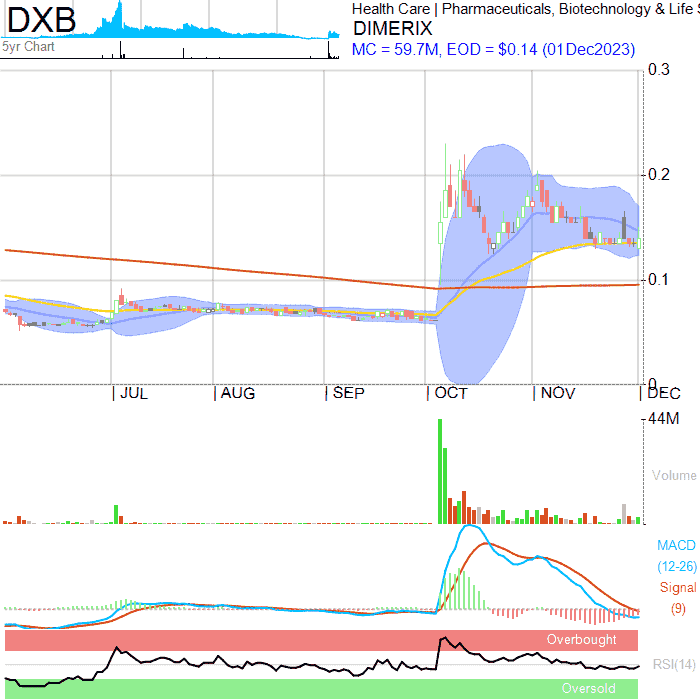 DXB
Health Care | Pharmaceuticals, Biotechnology & Life
DIMERIX
5yr Chart
MC = 59.7M, EOD = $0.14 (01Dec2023)
0.3
0.2
0.1
0
JUL AUG SEP OCT NOV DEC
44M
Volume
MACD
(12-26)
Signal
(9)
Overbought
RSI(14)
Oversold